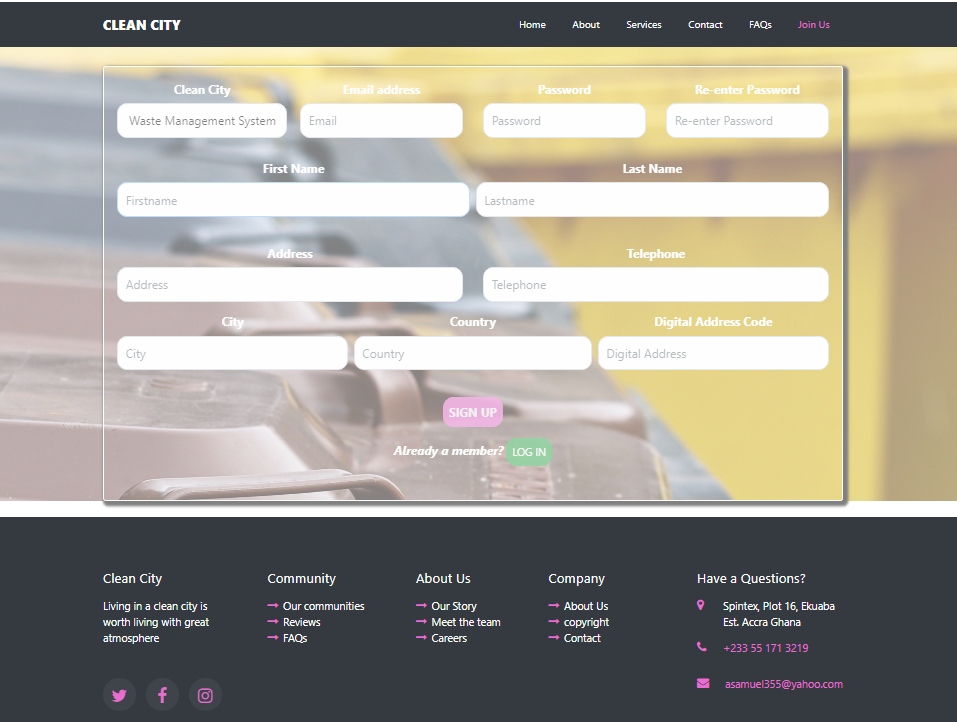 CLEAN CITY
Home About Services Contact FAQs Join Us
Clean City Email address Password Re-enter Password
Waste Management System Email Password Re-enter Password
First Name Last Name
Firstname Lastname
Address Telephone
Address Telephone
City Country Digital Address Code
City Country Digital Address
SIGN UP
Already a member? LOG IN
Clean City
Living in a clean city is
worth living with great
atmosphere
Community
Our communities
Reviews
FAQs
About Us
Our Story
Meet the team
Careers
Company
About Us
copyright
Contact
Have a Questions?
Spintex, Plot 16, Ekuaba
Est. Accra Ghana
+233 55 171 3219
asamuel355@yahoo.com